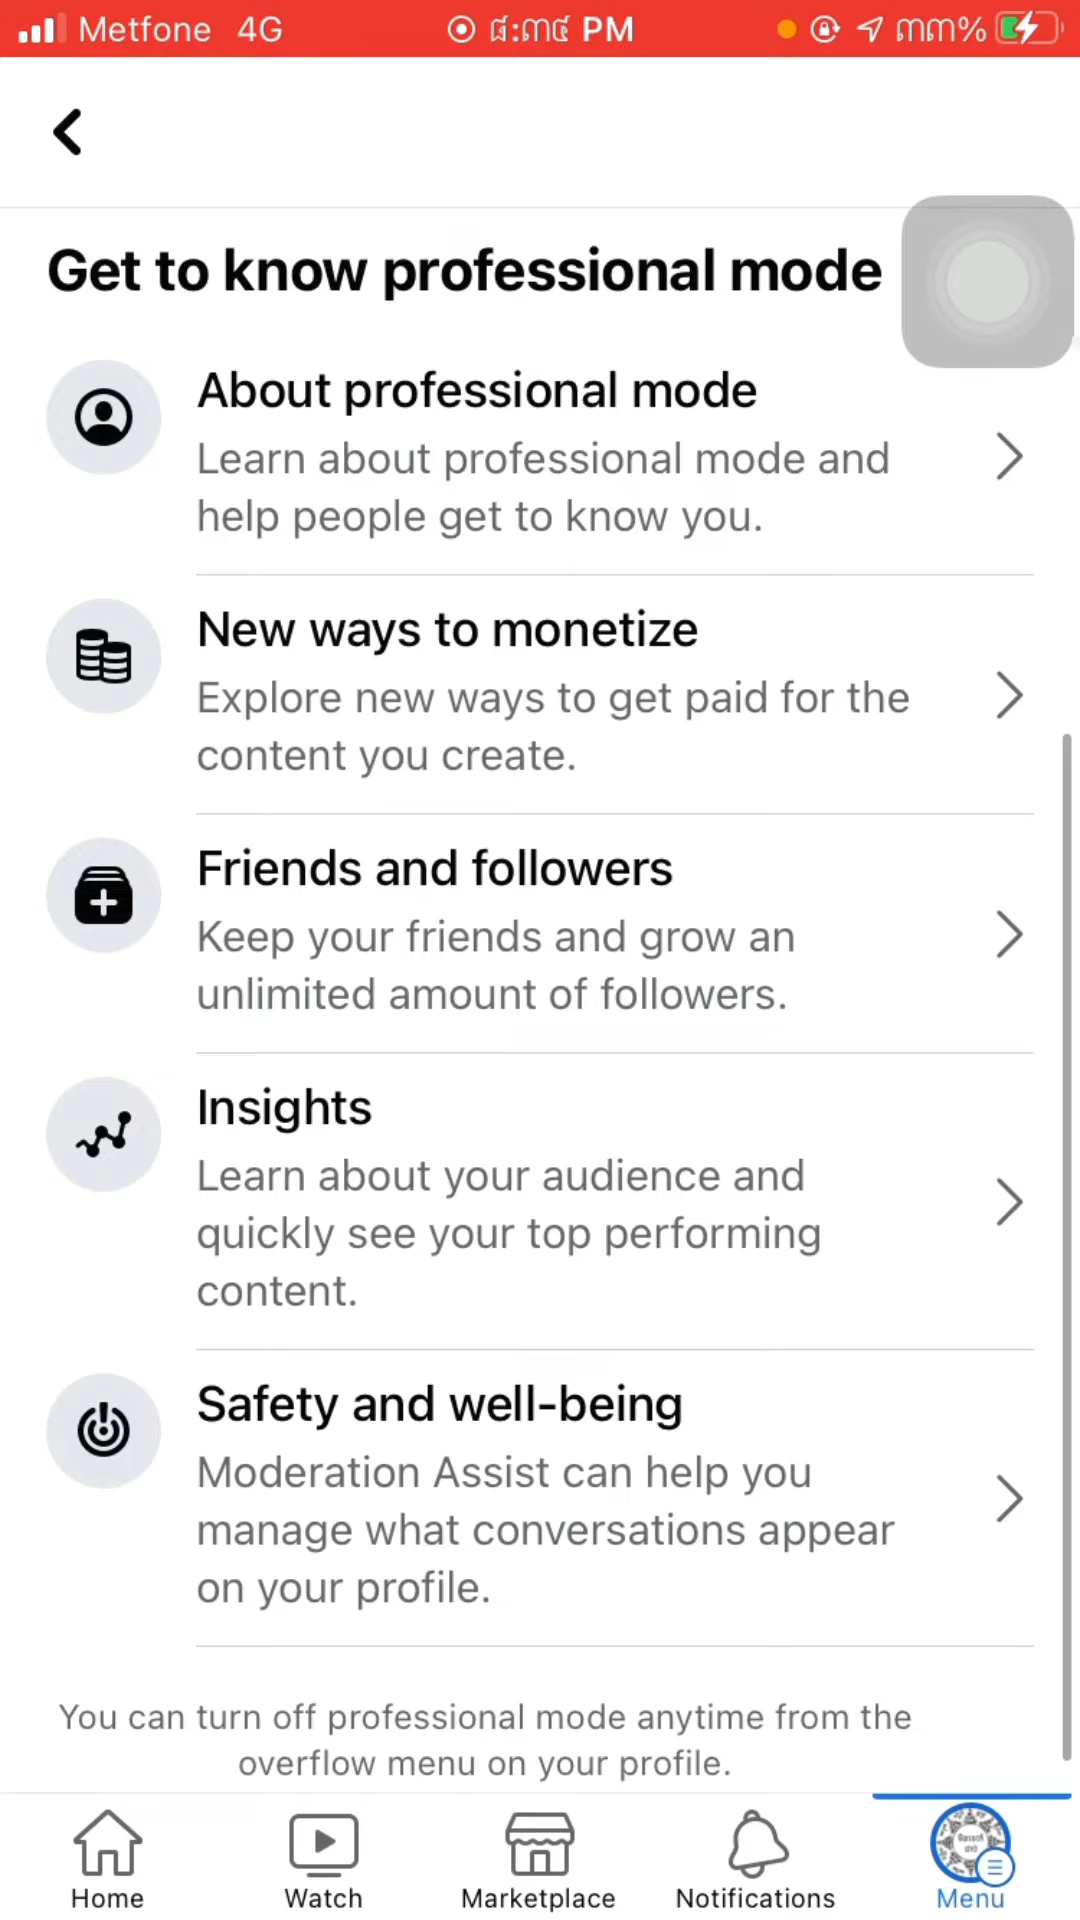 Metfone 4G ៨:៣៥ PM ៣៣%
Get to know professional mode
About professional mode
Learn about professional mode and
help people get to know you.
New ways to monetize
Explore new ways to get paid for the
content you create.
Friends and followers
Keep your friends and grow an
unlimited amount of followers.
Insights
Learn about your audience and
quickly see your top performing
content.
Safety and well-being
Moderation Assist can help you
manage what conversations appear
on your profile.
You can turn off professional mode anytime from the
overflow menu on your profile.
Home Watch Marketplace Notifications Menu